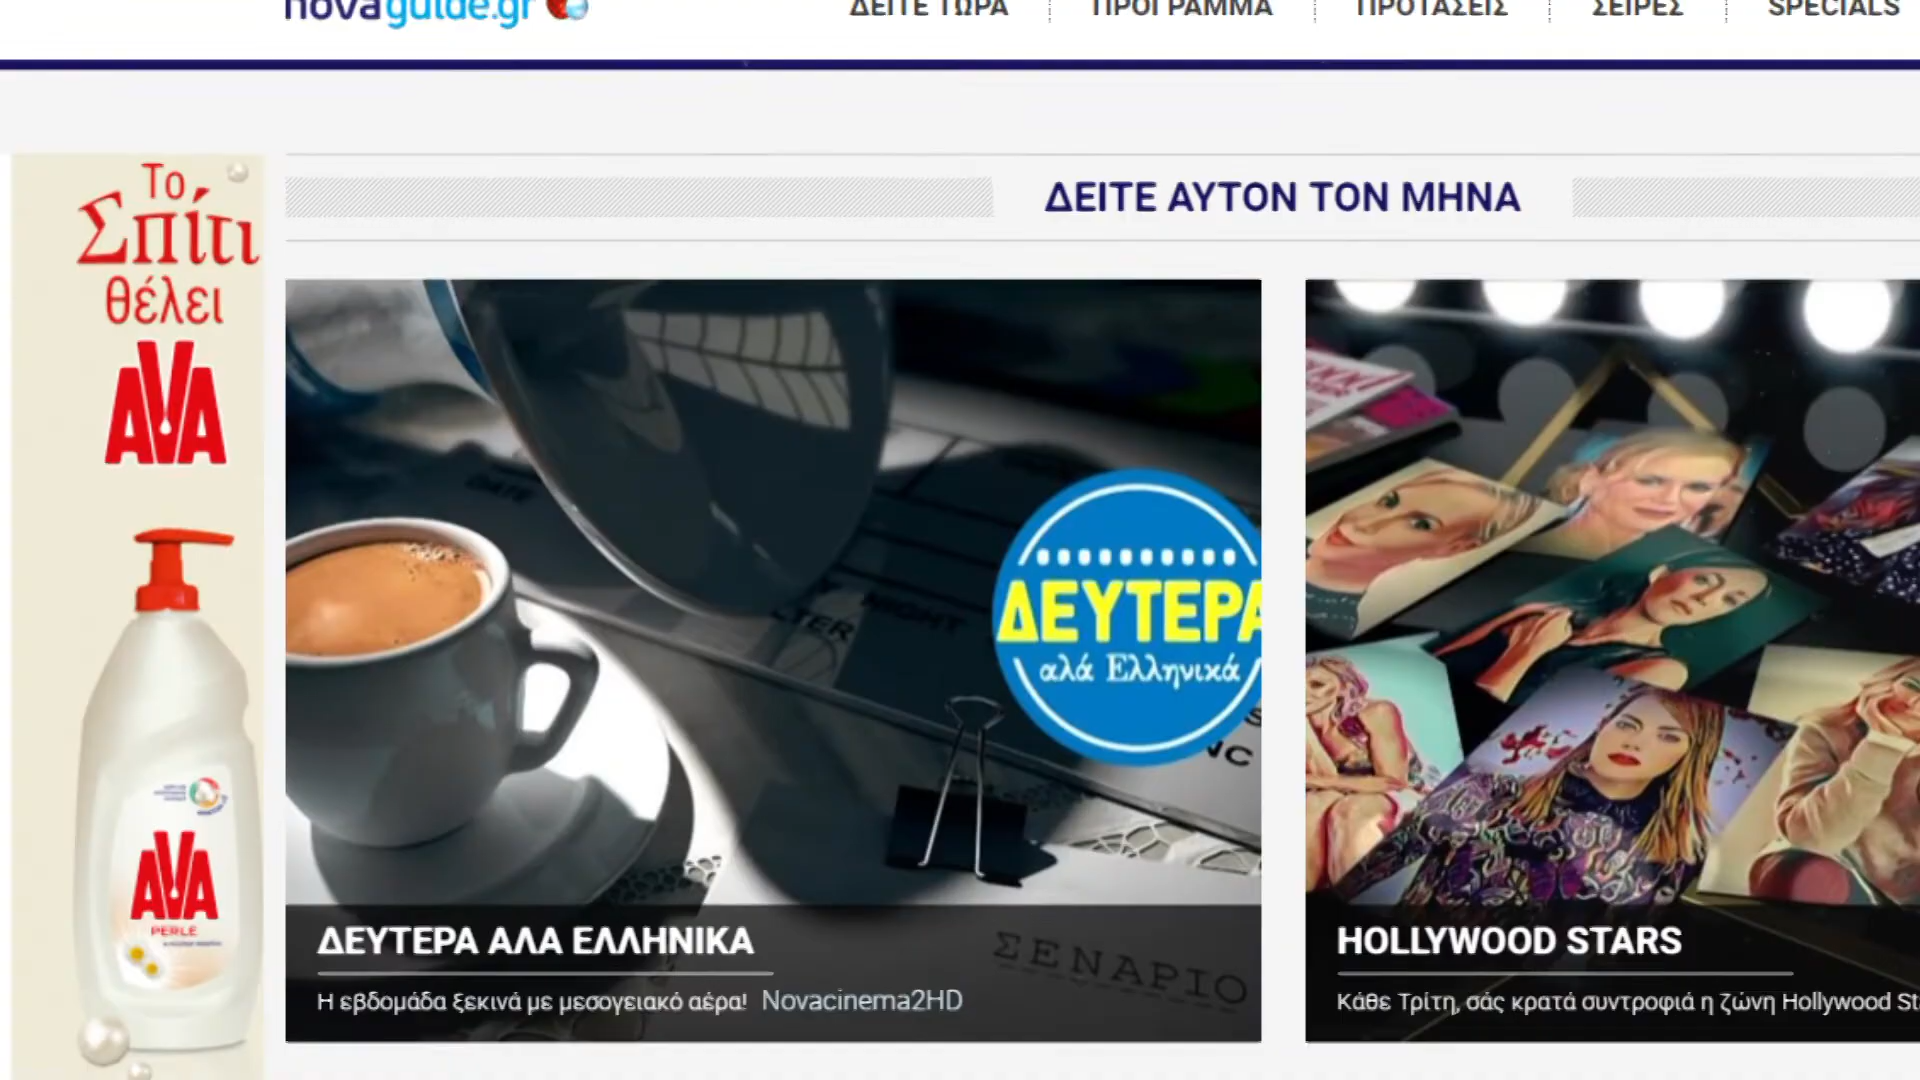 novaguide.gr
ΔΕΙΤΕ ΤΩΡΑ
ΠΡΟΓΡΑΜΜΑ
ΠΡΟΤΑΣΕΙΣ
ΣΕΙΡΕΣ
SPECIALS
ΔΕΙΤΕ ΑΥΤΟΝ ΤΟΝ ΜΗΝΑ
Το
Σπίτι
θέλει
AVA
AVA
PERLE
DATE
NIGHT
ΔΕΥΤΕΡΑ
αλά Ελληνικά
ΣΕΝΑΡΙΟ
ΔΕΥΤΕΡΑ ΑΛΑ ΕΛΛΗΝΙΚΑ
Η εβδομάδα ξεκινά με μεσογειακό αέρα! Novacinema2HD
HOLLYWOOD STARS
Κάθε Τρίτη, σάς κρατά συντροφιά η ζώνη Hollywood St